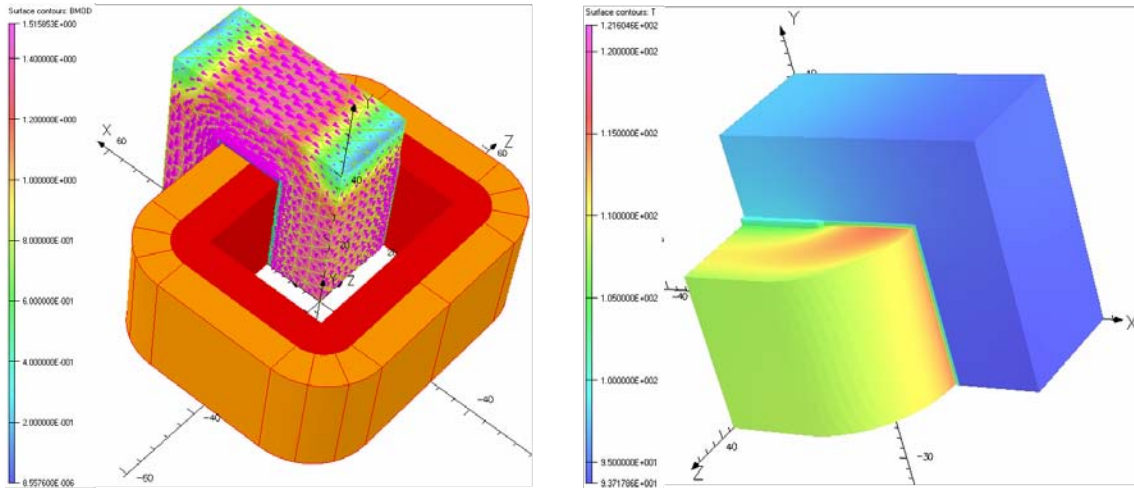 Surface contours: BMOD
1.515853E+000
1.400000E+000
1.200000E+000
1.000000E+000
8.000000E-001
6.000000E-001
4.000000E-001
2.000000E-001
8.557600E-006
X
60
Y
Z
60
40
20
20
Y
Z
-40
-40
-60
Surface contours: T
1.216046E+002
1.200000E+002
1.150000E+002
1.100000E+002
1.050000E+002
1.000000E+002
9.500000E+001
9.371786E+001
Y
40
-40
X
40
Z
-30